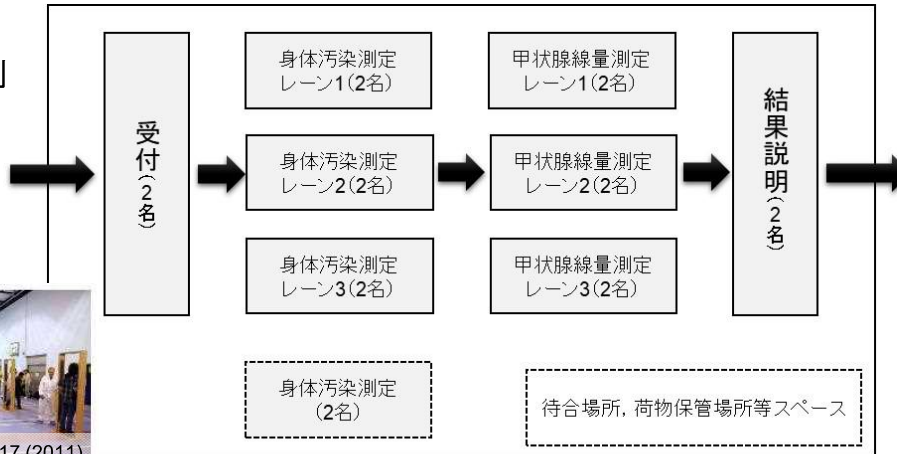 受付(2名)
身体汚染測定
レーン1(2名)
身体汚染測定
レーン2(2名)
身体汚染測定
レーン3(2名)
甲状腺線量測定
レーン1(2名)
甲状腺線量測定
レーン2(2名)
甲状腺線量測定
レーン3(2名)
結果説明(2名)
身体汚染測定
(2名)
待合場所, 荷物保管場所等スペース
17 (2011)